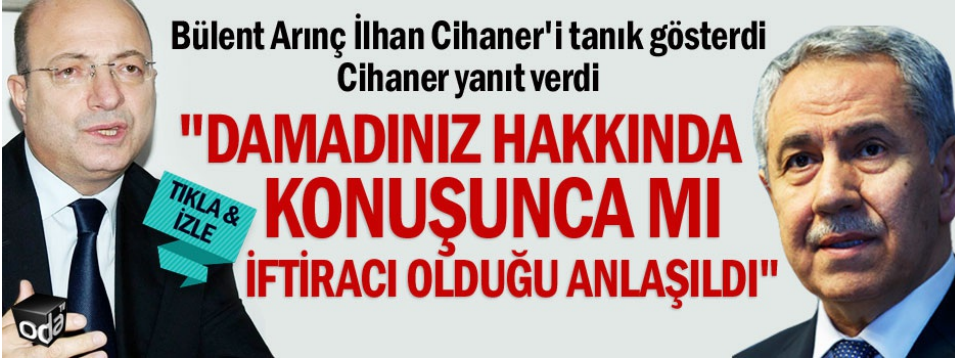 Bülent Arınç İlhan Cihaner'i tanık gösterdi
Cihaner yanıt verdi
"DAMADINIZ HAKKINDA
KONUŞUNCA MI
İFTİRACI OLDUĞU ANLAŞILDI"
TIKLA &
İZLE
oda